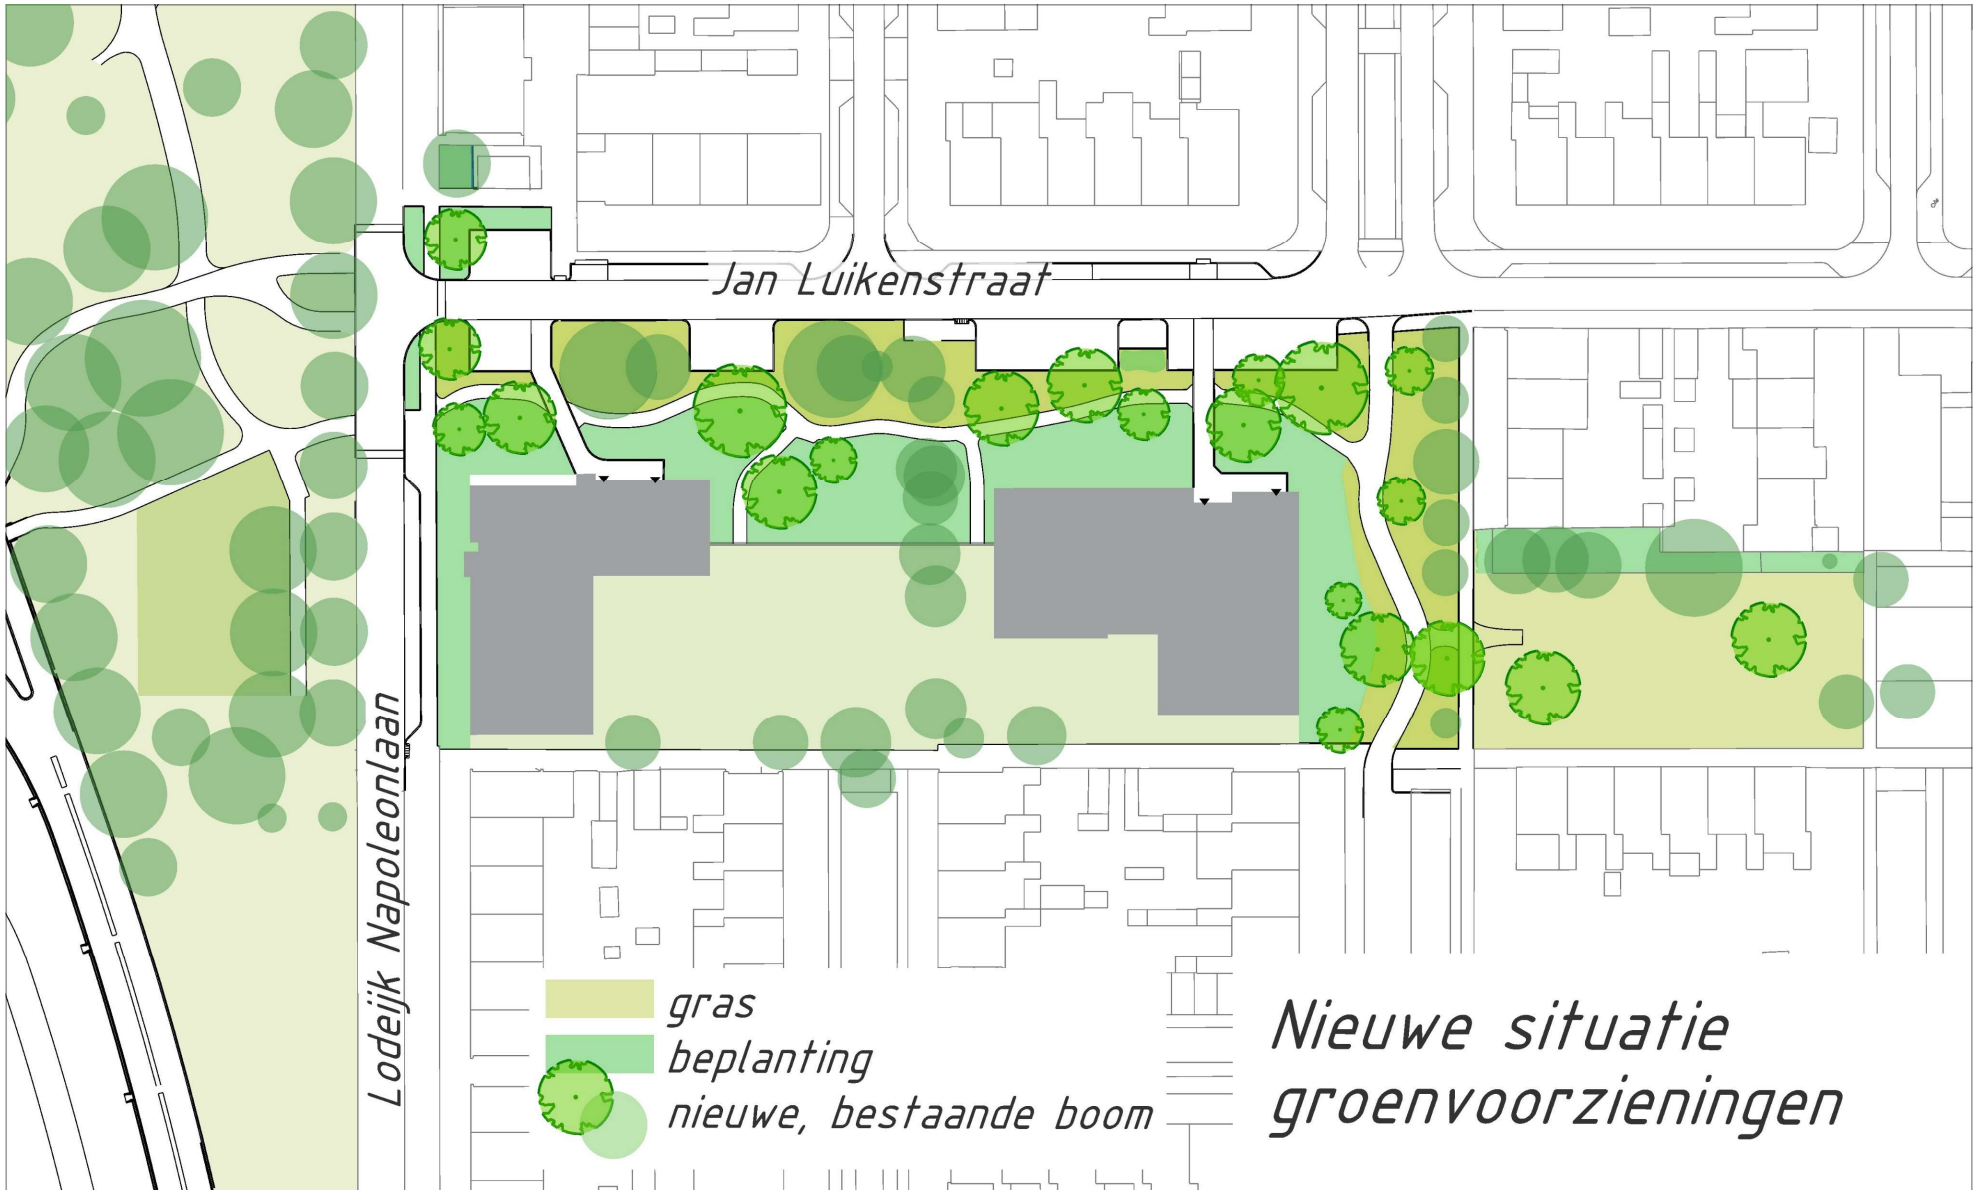 Jan Luikenstraat
Lodeijk Napoleonlaan
gras
beplanting
nieuwe, bestaande boom
Nieuwe situatie
groenvoorzieningen